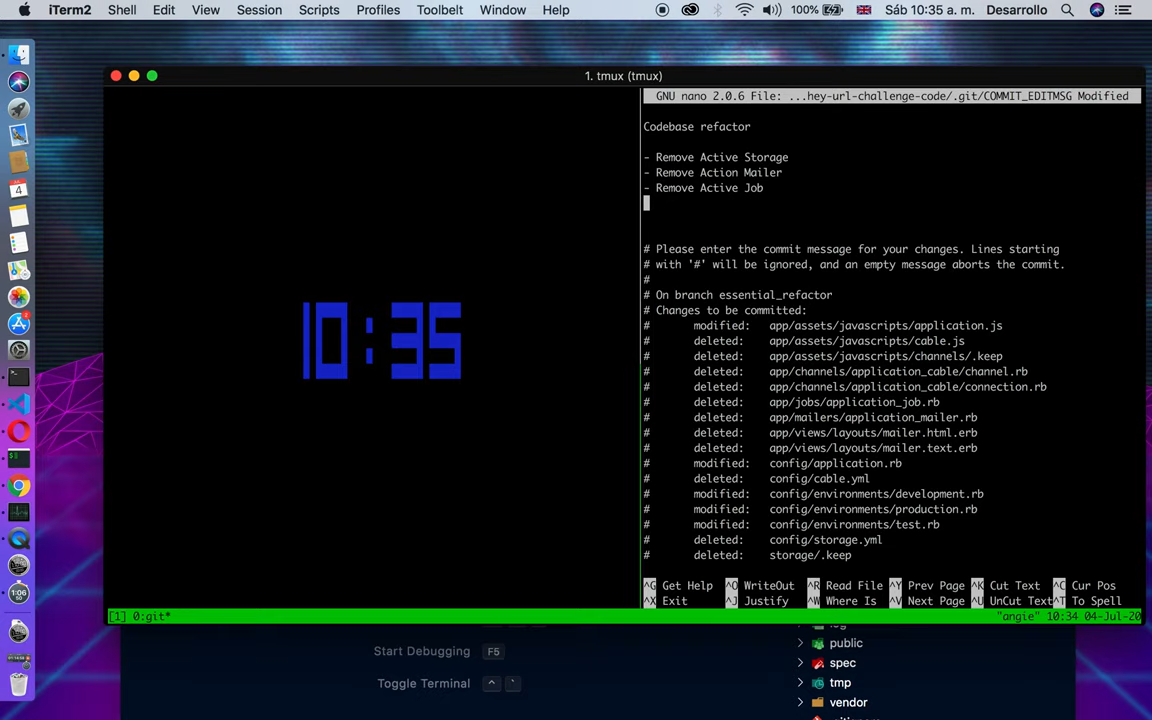 iTerm2 Shell Edit View Session Scripts Profiles Toolbelt Window Help 100% Sáb 10:35 a. m. Desarrollo
1. tmux (tmux)
GNU nano 2.0.6 File: ...hey-url-challenge-code/.git/COMMIT_EDITMSG Modified
Codebase refactor
- Remove Active Storage
- Remove Action Mailer
- Remove Active Job
# Please enter the commit message for your changes. Lines starting
# with '#' will be ignored, and an empty message aborts the commit.
#
# On branch essential_refactor
# Changes to be committed:
# modified: app/assets/javascripts/application.js
# deleted: app/assets/javascripts/cable.js
# deleted: app/assets/javascripts/channels/.keep
# deleted: app/channels/application_cable/channel.rb
# deleted: app/channels/application_cable/connection.rb
# deleted: app/jobs/application_job.rb
# deleted: app/mailers/application_mailer.rb
# deleted: app/views/layouts/mailer.html.erb
# deleted: app/views/layouts/mailer.text.erb
# modified: config/application.rb
# deleted: config/cable.yml
# modified: config/environments/development.rb
# modified: config/environments/production.rb
# modified: config/environments/test.rb
# deleted: config/storage.yml
# deleted: storage/.keep
^G Get Help ^O WriteOut ^R Read File ^Y Prev Page ^K Cut Text ^C Cur Pos
^X Exit ^J Justify ^W Where Is ^V Next Page ^U UnCut Text ^T To Spell
10:35
[1] 0:git* "angie" 10:34 04-Jul-20
Start Debugging F5
Toggle Terminal ^ `
public
spec
tmp
vendor
4
1:06